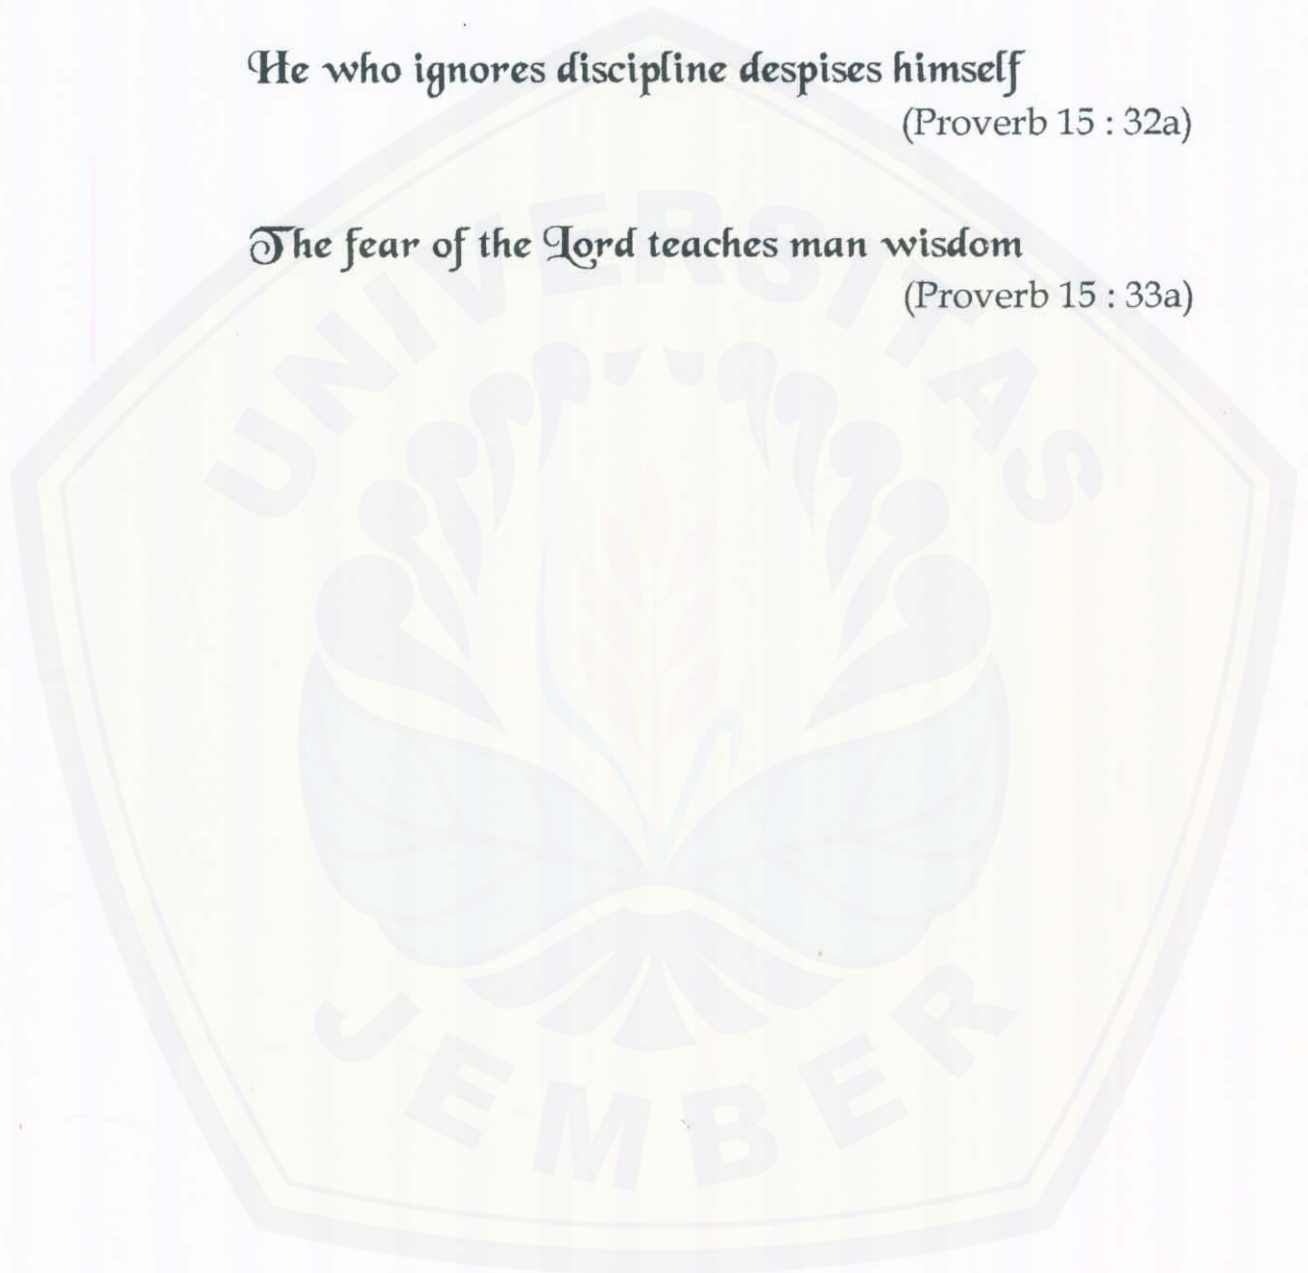 He who ignores discipline despises himself
(Proverb 15 : 32a)
The fear of the Lord teaches man wisdom
(Proverb 15 : 33a)
UNIVERSITAS
JEMBER